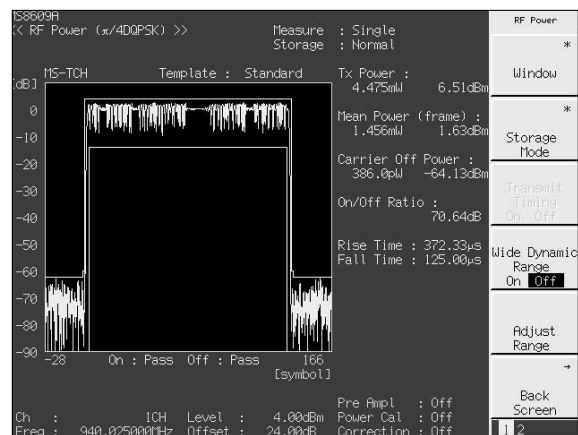 MS8609A
<< RF Power (π/4DQPSK) >>
Measure : Single
Storage : Normal
MS-TCH
Template : Standard
[dB]
0
-10
-20
-30
-40
-50
-60
-70
-80
-90
-28
On : Pass Off : Pass
166
[symbol]
Tx Power :
4.475mW 6.51dBm
Mean Power (frame) :
1.456mW 1.63dBm
Carrier Off Power :
386.0pW -64.13dBm
On/Off Ratio :
70.64dB
Rise Time : 372.33μs
Fall Time : 125.00μs
Ch : 1CH
Level : 4.00dBm
Pre Ampl : Off
Power Cal : Off
Freq : 940.025000MHz
Offset : 24.00dB
Correction : Off
RF Power
*
Window
*
Storage
Mode
Transmit
Timing
On Off
Wide Dynamic
Range
On Off
Adjust
Range
→
Back
Screen
1 2